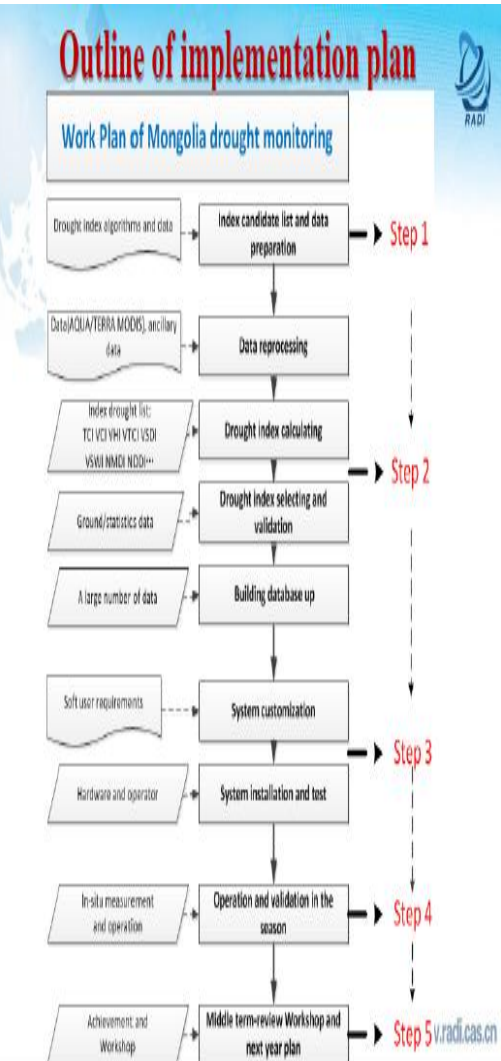 Outline of implementation plan
RADI
Work Plan of Mongolia drought monitoring
Drought index algorithms and data
Index candidate list and data
preparation
Step 1
Data(AQUA/TERRA MODIS), ancillary
data
Data reprocessing
Index drought list:
TCI VCI VHI VTCI VSDI
VSWI NMDI NDDI...
Drought index calculating
Step 2
Ground/statistics data
Drought index selecting and
validation
A large number of data
Building database up
Soft user requirements
System customization
Step 3
Hardware and operator
System installation and test
In-situ measurement
and operation
Operation and validation in the
season
Step 4
Achievement and
Workshop
Middle term-review Workshop and
next year plan
Step 5
v.radi.cas.cn